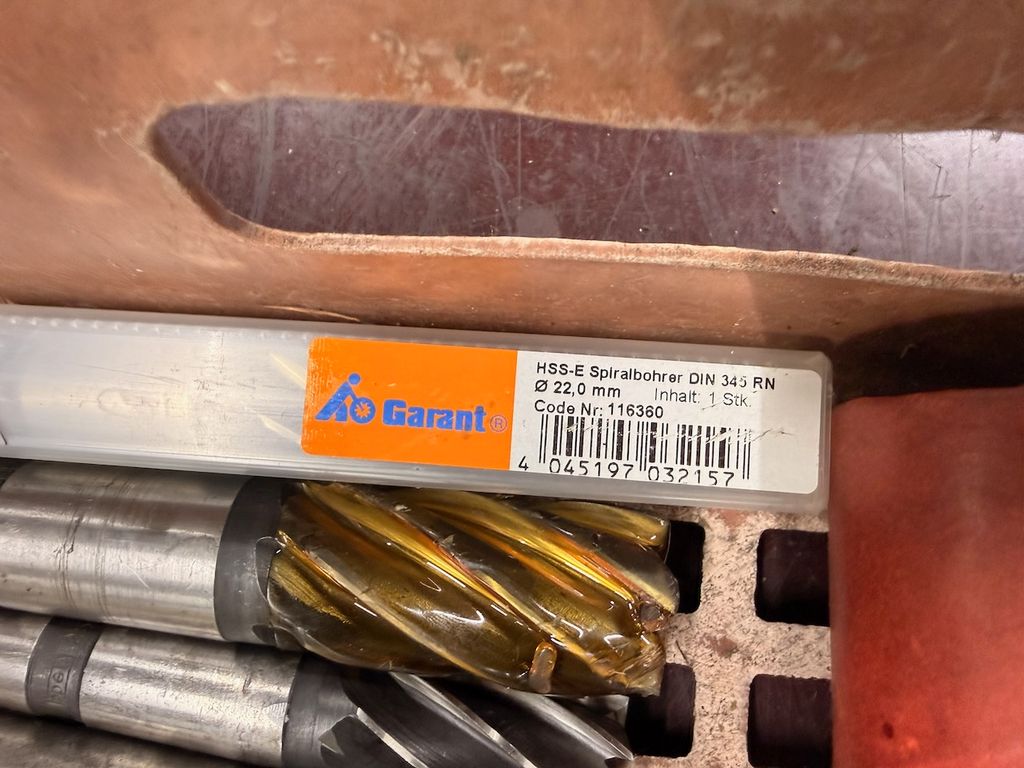 Garant®
HSS-E Spiralbohrer DIN 345 RN
Ø 22,0 mm Inhalt: 1 Stk.
Code Nr: 116360
4 045197 032157